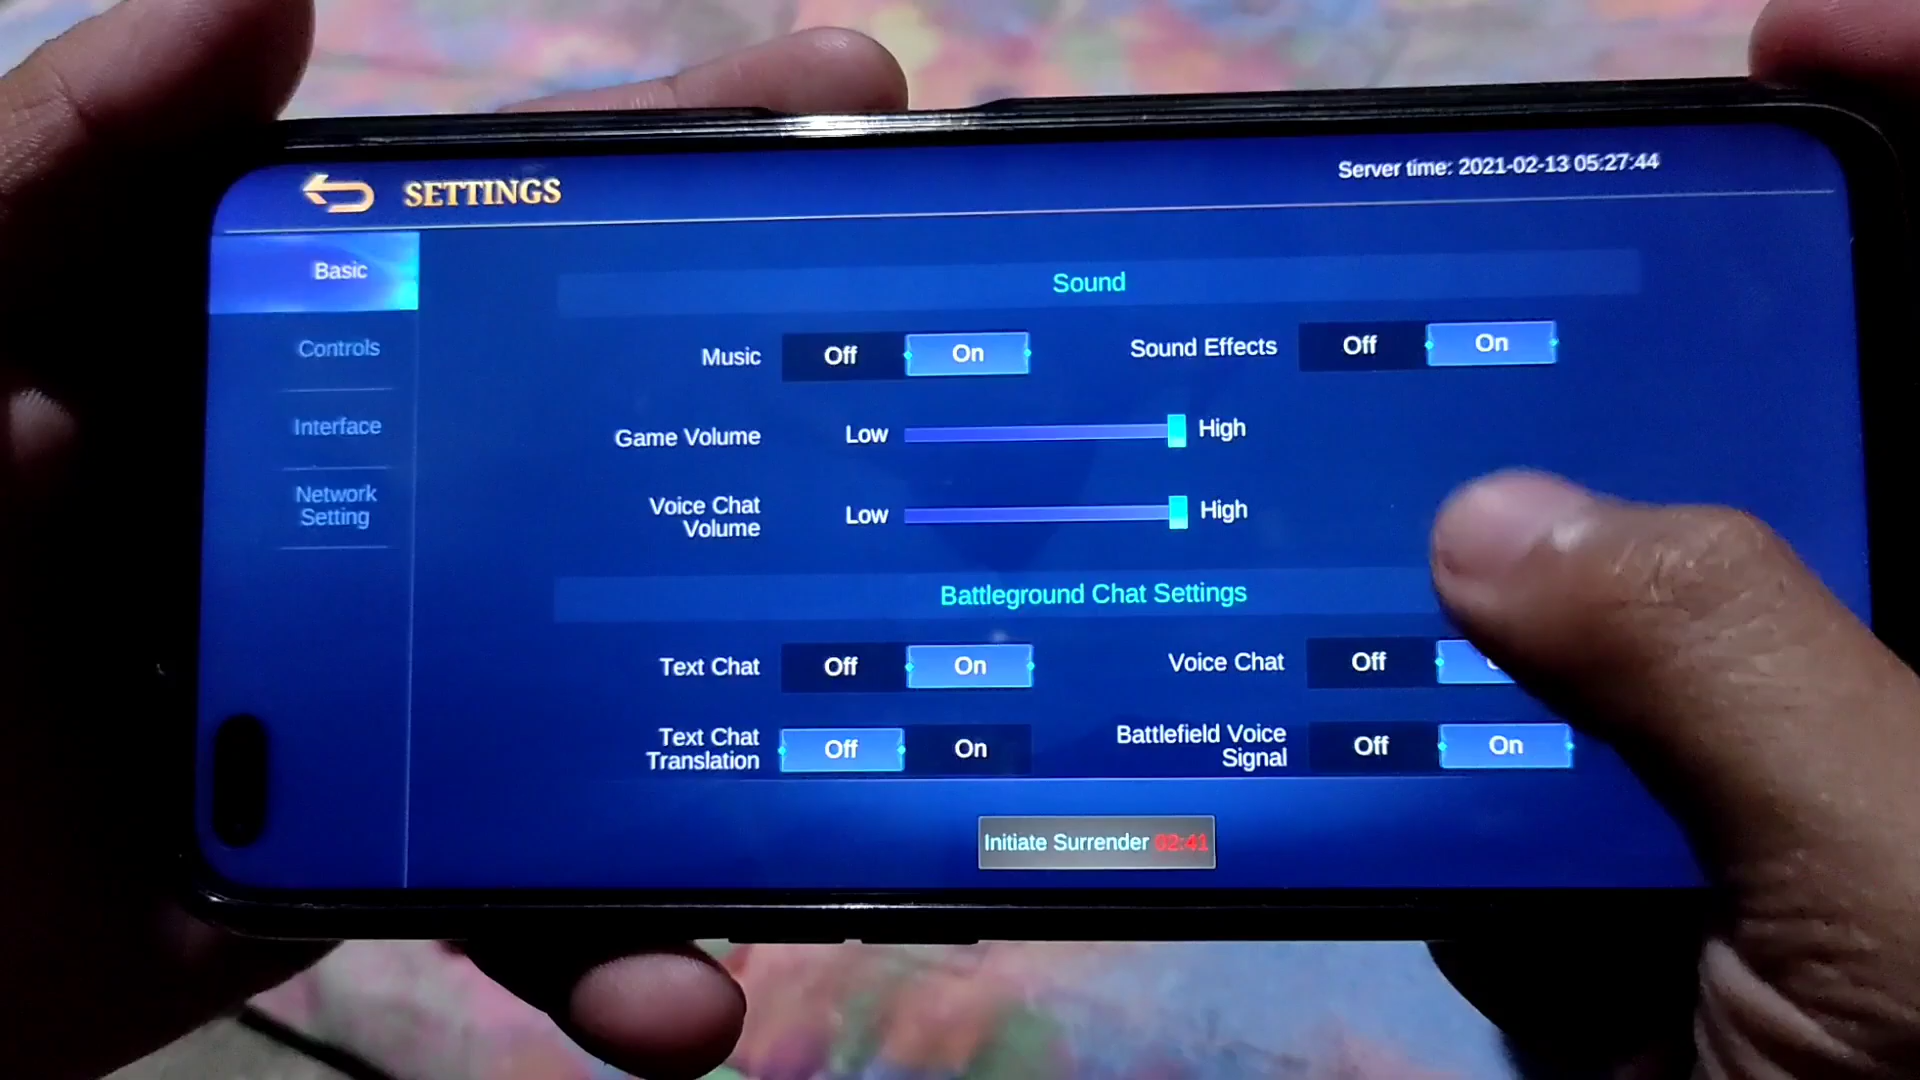 SETTINGS
Server time: 2021-02-13 05:27:44
Basic
Controls
Interface
Network
Setting
Sound
Music Off On Sound Effects Off On
Game Volume Low High
Voice Chat
Volume Low High
Battleground Chat Settings
Text Chat Off On Voice Chat Off
Text Chat
Translation Off On
Battlefield Voice
Signal Off On
Initiate Surrender 02:41